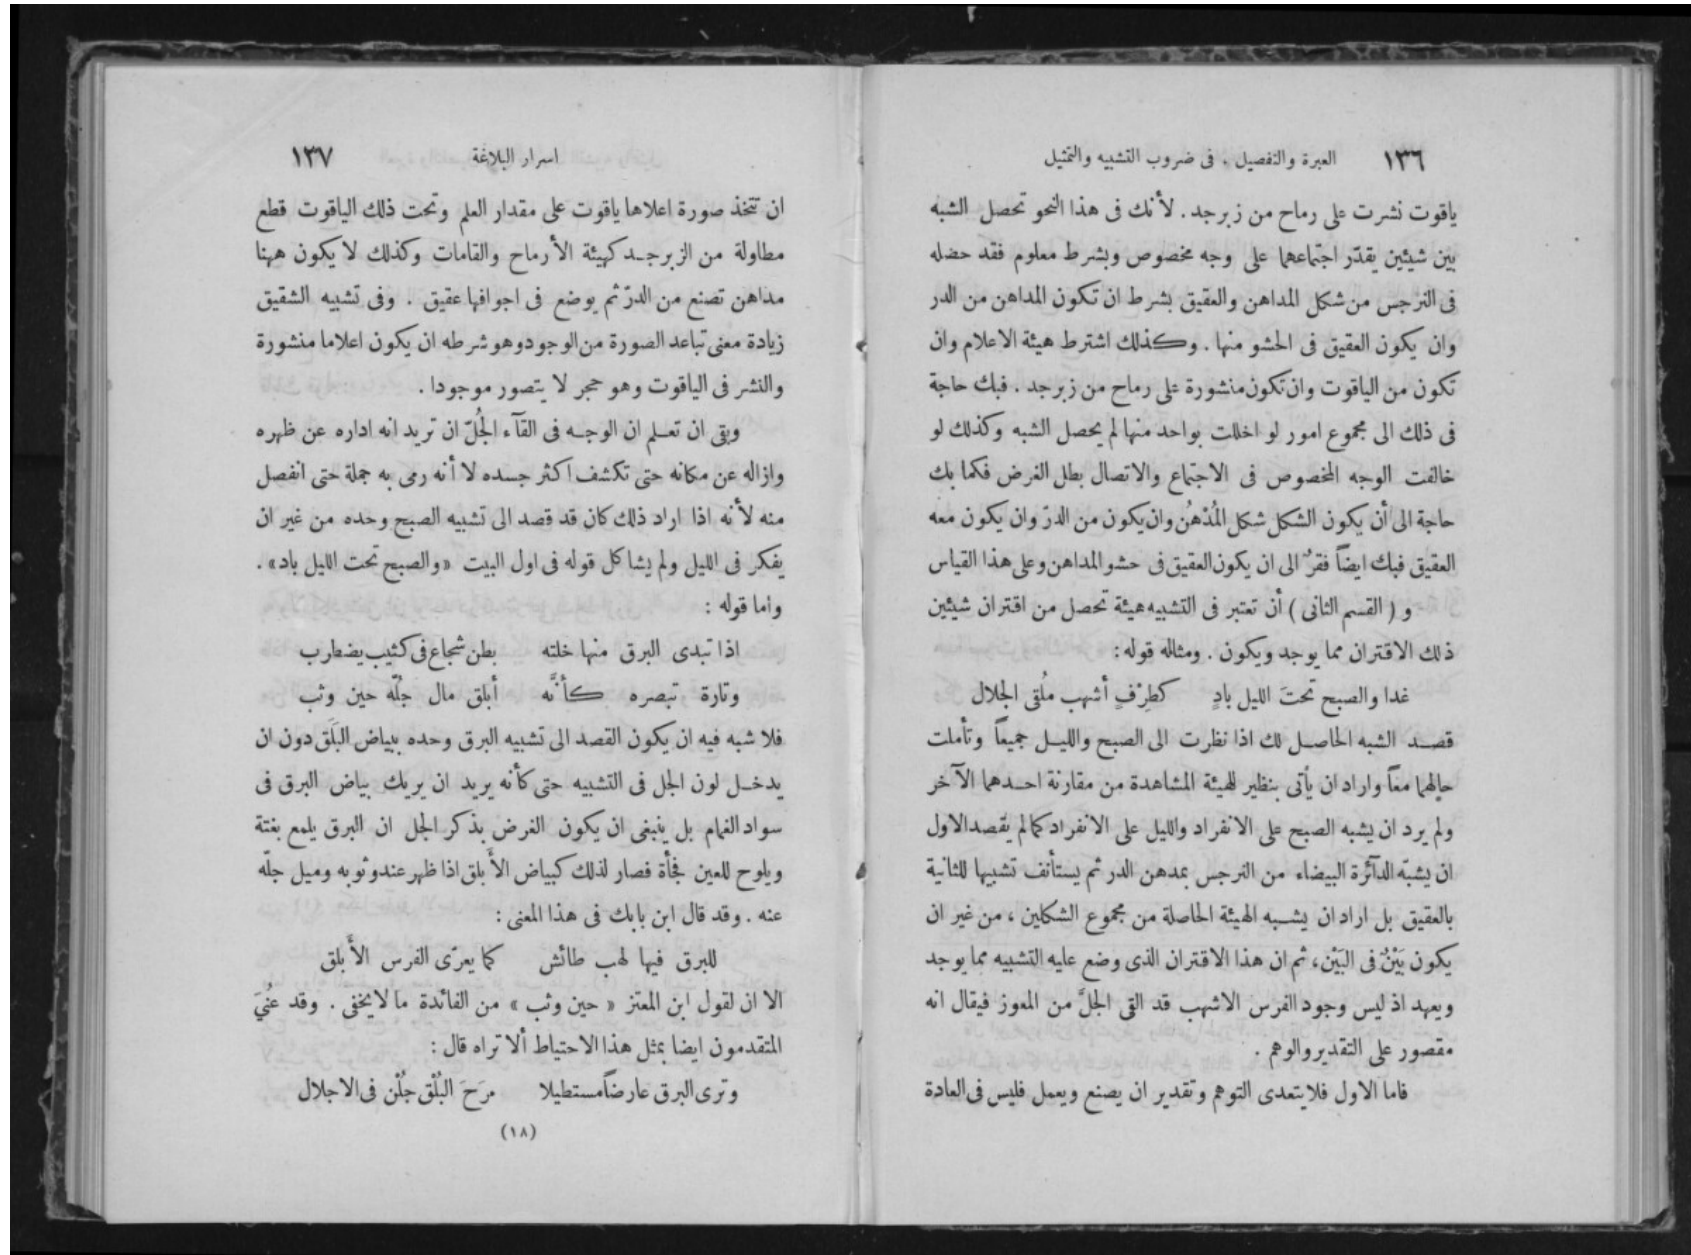 ١٣٦ العبرة والتفصيل . فى ضروب التشبيه والتمثيل
ياقوت نشرت على رماح من زبرجد . لأنك فى هذا النحو تحصل الشبه
بين شيئين يقدّر اجتماعهما على وجه مخصوص وبشرط معلوم فقد حضله
فى النرجس من شكل المداهن والعقيق بشرط ان تكون المداهن من الدر
وان يكون العقيق فى الحشو منها . وكذلك اشترط هيئة الاعلام وان
تكون من الياقوت وان تكون منشورة على رماح من زبرجد . فبك حاجة
فى ذلك الى مجموع امور لو اخللت بواحد منها لم يحصل الشبه وكذلك لو
خالفت الوجه المخصوص فى الاجتماع والاتصال بطل الغرض فكما بك
حاجة الى أن يكون الشكل شكل المُدْهُن وان يكون من الدرّ وان يكون معه
العقيق فبك ايضاً فقرٌ الى ان يكون العقيق فى حشو المداهن وعلى هذا القياس
و ( القسم الثانى ) أن تعتبر فى التشبيه هيئة تحصل من اقتران شيئين
ذلك الاقتران مما يوجد ويكون . ومثاله قوله :
غدا والصبح تحتَ الليل بادٍ كطِرْفٍ أشهب مُلقى الجلال
قصد الشبه الحاصل لك اذا نظرت الى الصبح والليل جميعاً وتأملت
حالهما معاً واراد ان يأتى بنظير للهيئة المشاهدة من مقارنة احدهما الآخر
ولم يرد ان يشبه الصبح على الانفراد والليل على الانفراد كما لم يقصد الاول
ان يشبّه الدآئرة البيضاء من النرجس بمدهن الدر ثم يستأنف تشبيها للثانية
بالعقيق بل اراد ان يشبه الهيئة الحاصلة من مجموع الشكلين ، من غير ان
يكون بَيْنٌ فى البَيْن ، ثم ان هذا الاقتران الذى وضع عليه التشبيه مما يوجد
ويعهد اذ ليس وجود الفرس الاشهب قد القى الجلَّ من المعوز فيقال انه
مقصور على التقدير والوهم .
فاما الاول فلا يتعدى التوهم وتقدير ان يصنع ويعمل فليس فى العادة
اسرار البلاغة ١٣٧
ان تتخذ صورة اعلاها ياقوت على مقدار العلم وتحت ذلك الياقوت قطع
مطاولة من الزبرجد كهيئة الأرماح والقامات وكذلك لا يكون ههنا
مداهن تصنع من الدرّ ثم يوضع فى اجوافها عقيق . وفى تشبيه الشقيق
زيادة معنى تباعد الصورة من الوجود وهو شرطه ان يكون اعلاما منشورة
والنشر فى الياقوت وهو حجر لا يتصور موجودا .
وبقى ان تعلم ان الوجه فى القآء الجُلّ ان تريد انه اداره عن ظهره
وازاله عن مكانه حتى تكشف اكثر جسده لا أنه رمى به جملة حتى انفصل
منه لأنه اذا اراد ذلك كان قد قصد الى تشبيه الصبح وحده من غير ان
يفكر فى الليل ولم يشاكل قوله فى اول البيت « والصبح تحت الليل باد » .
واما قوله :
اذا تبدى البرق منها خلته بطن شجاع فى كثيب يضطرب
وتارة تبصره كأنَّه أبلق مال جُلّه حين وثب
فلا شبه فيه ان يكون القصد الى تشبيه البرق وحده ببياض البَلَق دون ان
يدخل لون الجل فى التشبيه حتى كأنه يريد ان يريك بياض البرق فى
سواد الغمام بل ينبغى ان يكون الغرض بذكر الجل ان البرق يلمع بغتة
ويلوح للعين فجأة فصار لذلك كبياض الأبلق اذا ظهر عند وثوبه وميل جلّه
عنه . وقد قال ابن بابك فى هذا المعنى :
للبرق فيها لهب طائش كما يعرّى الفرس الأبلق
الا ان لقول ابن المعتز « حين وثب » من الفائدة ما لا يخفى . وقد عُنِيَ
المتقدمون ايضا بمثل هذا الاحتياط ألا تراه قال :
وترى البرق عارضاً مستطيلا مرَحَ البُلْق جُلْن فى الاجلال
(١٨)